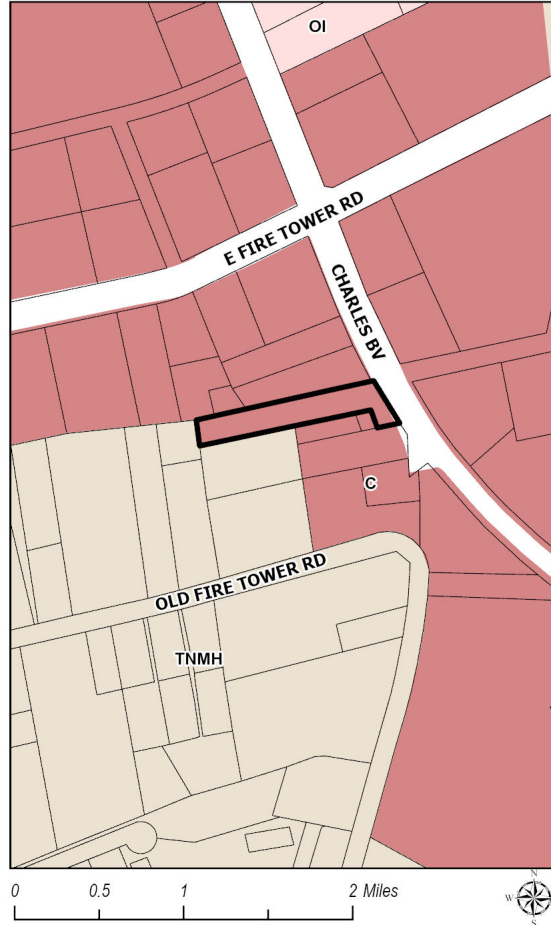 OI
E FIRE TOWER RD
CHARLES BV
C
OLD FIRE TOWER RD
TNMH
0 0.5 1 2 Miles
N
W
S